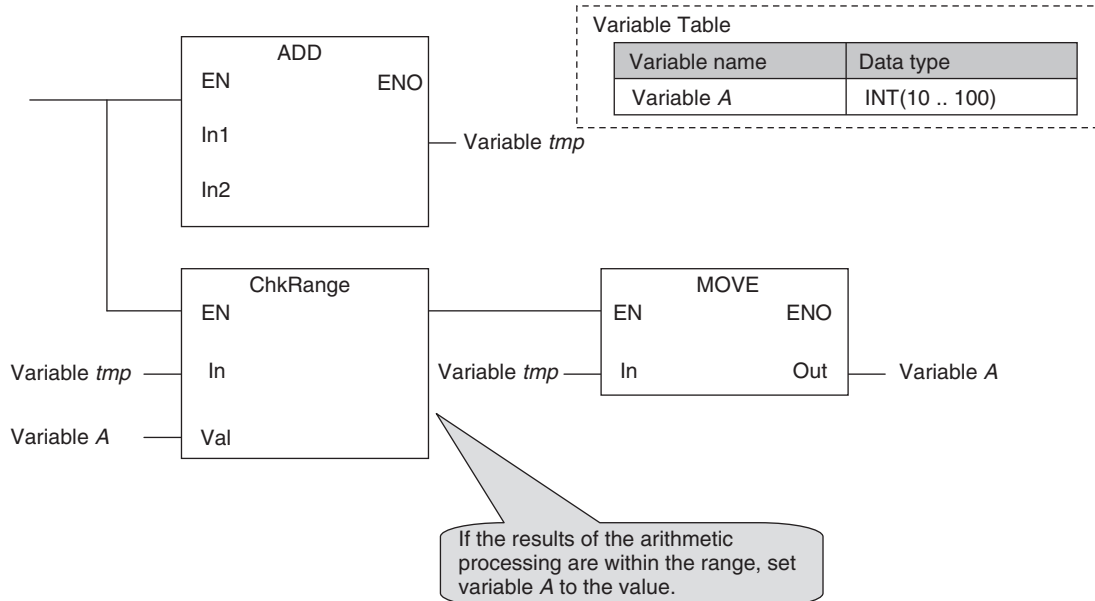 Variable Table
Variable name Data type
Variable A INT(10 .. 100)
ADD
EN ENO
In1
Variable tmp
In2
ChkRange
EN
Variable tmp In
Variable A Val
MOVE
EN ENO
Variable tmp In Out Variable A
If the results of the arithmetic
processing are within the range, set
variable A to the value.